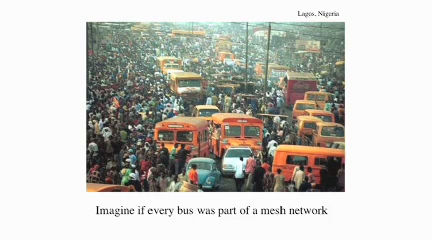 Lagos, Nigeria
Imagine if every bus was part of a mesh network